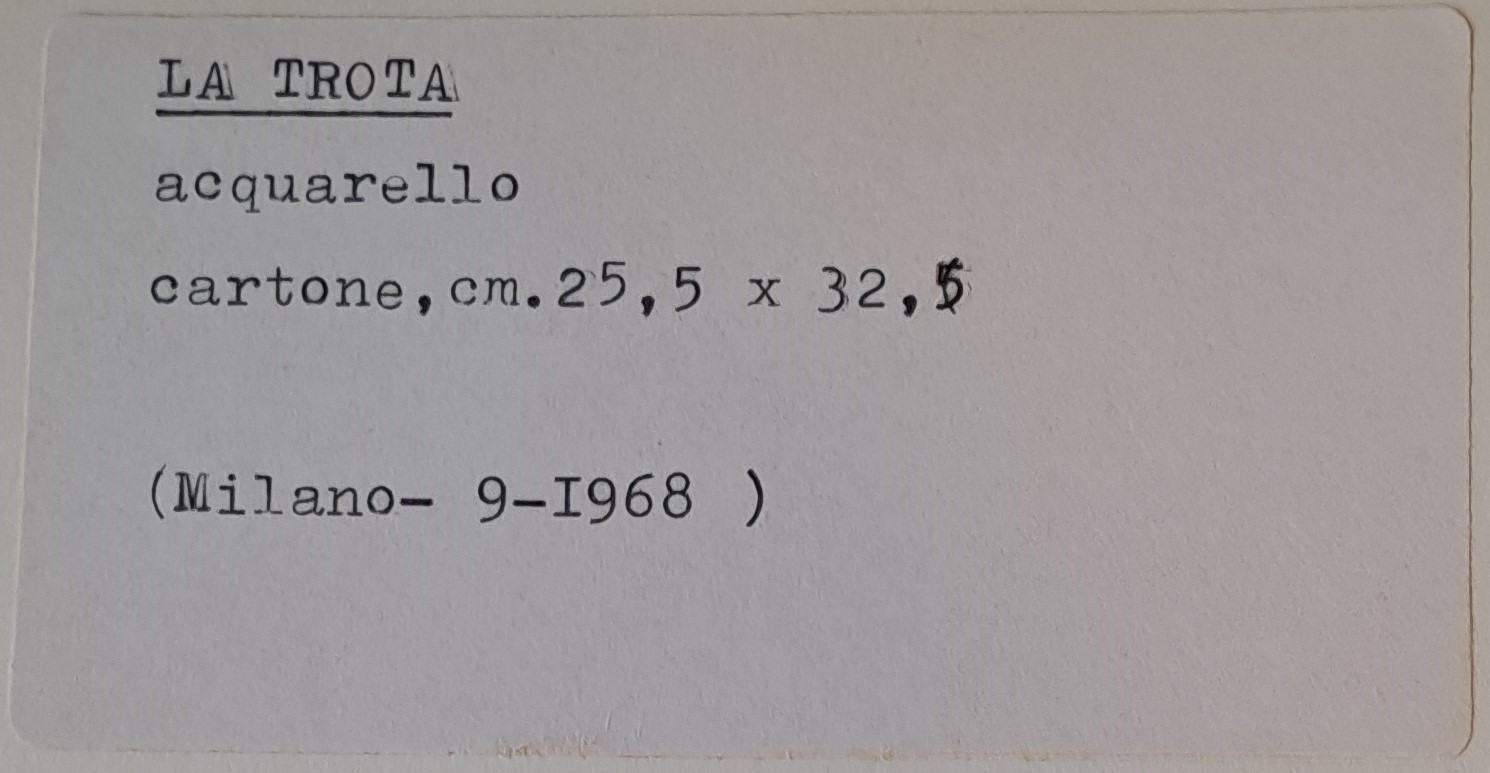 LA TROTA
acquarello
cartone,cm.25,5 x 32,5
(Milano- 9-I968 )